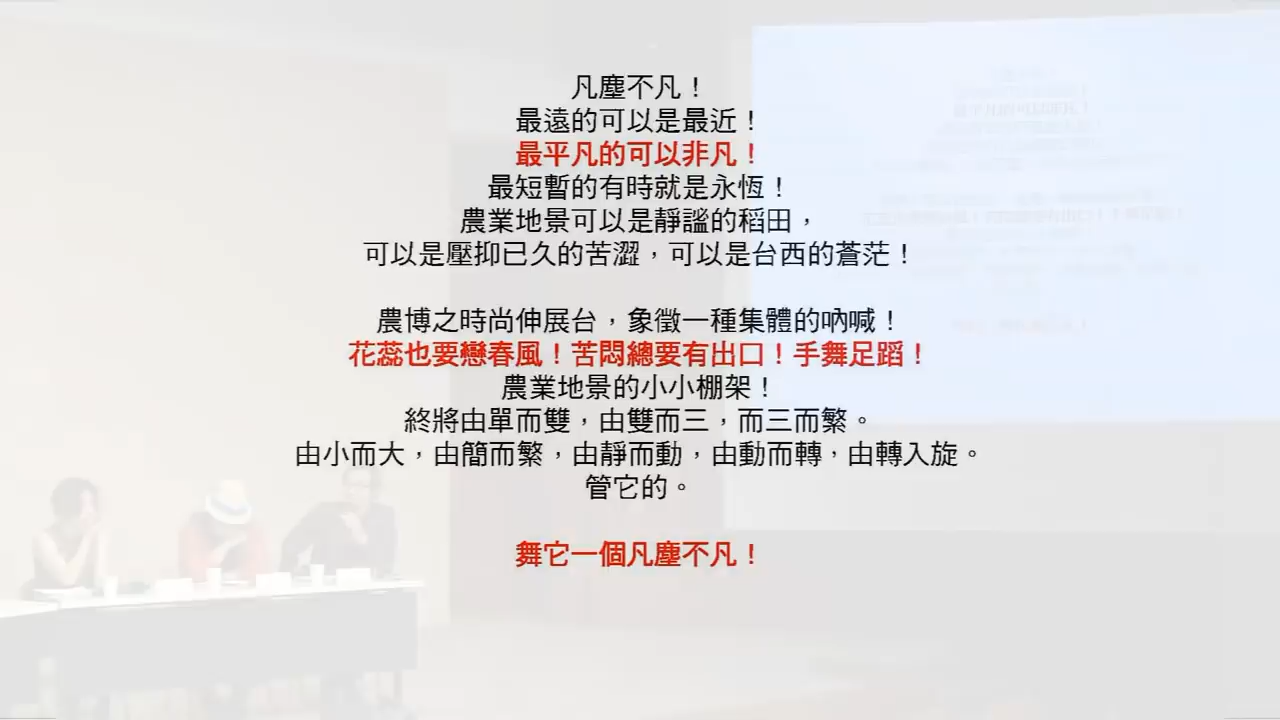 凡塵不凡！
最遠的可以是最近！
最平凡的可以非凡！
最短暫的有時就是永恆！
農業地景可以是靜謐的稻田，
可以是壓抑已久的苦澀，可以是台西的蒼茫！
農博之時尚伸展台，象徵一種集體的吶喊！
花蕊也要戀春風！苦悶總要有出口！手舞足蹈！
農業地景的小小棚架！
終將由單而雙，由雙而三，而三而繁。
由小而大，由簡而繁，由靜而動，由動而轉，由轉入旋。
管它的。
舞它一個凡塵不凡！